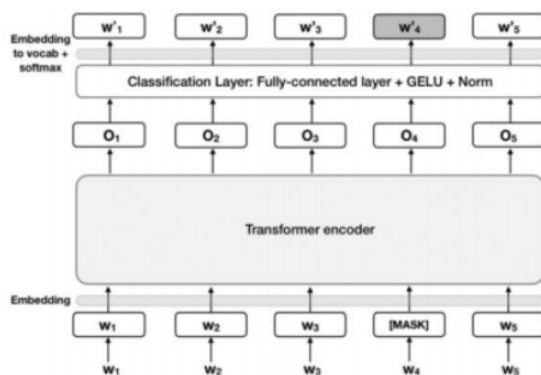 w'₁ w'₂ w'₃ w'₄ w'₅
Embedding
to vocab +
softmax
Classification Layer: Fully-connected layer + GELU + Norm
O₁ O₂ O₃ O₄ O₅
Transformer encoder
Embedding
W₁ W₂ W₃ [MASK] W₅
W₁ W₂ W₃ W₄ W₅